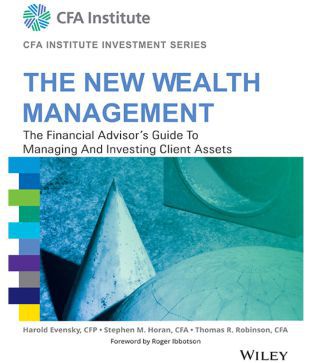 CFA Institute
CFA INSTITUTE INVESTMENT SERIES
THE NEW WEALTH
MANAGEMENT
The Financial Advisor's Guide To
Managing And Investing Client Assets
Harold Evensky, CFP • Stephen M. Horan, CFA • Thomas R. Robinson, CFA
Foreword by Roger Ibbotson
WILEY